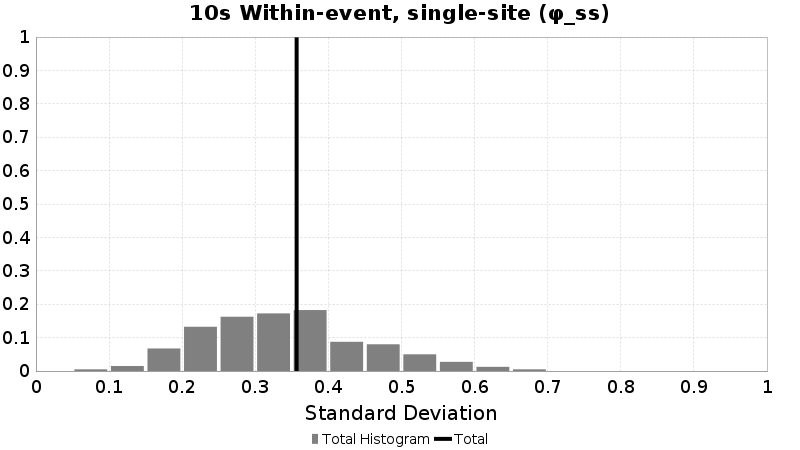 10s Within-event, single-site (φ_ss)
1
0.9
0.8
0.7
0.6
0.5
0.4
0.3
0.2
0.1
0
0 0.1 0.2 0.3 0.4 0.5 0.6 0.7 0.8 0.9 1
Standard Deviation
Total Histogram Total